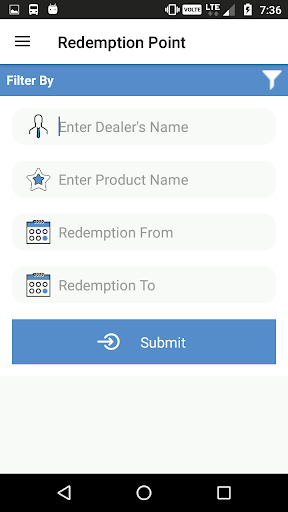 VOLTE LTE 7:36
Redemption Point
Filter By
Enter Dealer's Name
Enter Product Name
Redemption From
Redemption To
Submit